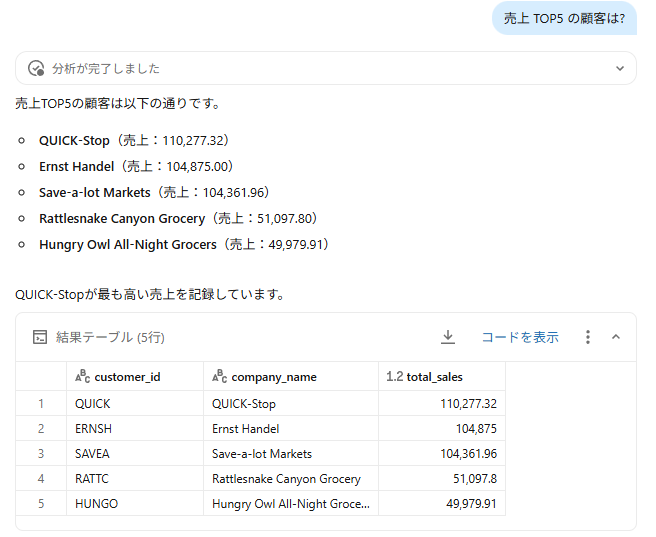 売上 TOP5 の顧客は?
分析が完了しました
売上TOP5の顧客は以下の通りです。
QUICK-Stop（売上：110,277.32）
Ernst Handel（売上：104,875.00）
Save-a-lot Markets（売上：104,361.96）
Rattlesnake Canyon Grocery（売上：51,097.80）
Hungry Owl All-Night Grocers（売上：49,979.91）
QUICK-Stopが最も高い売上を記録しています。
結果テーブル (5行) コードを表示
ABC customer_id ABC company_name 1.2 total_sales
1 QUICK QUICK-Stop 110,277.32
2 ERNSH Ernst Handel 104,875
3 SAVEA Save-a-lot Markets 104,361.96
4 RATTC Rattlesnake Canyon Grocery 51,097.8
5 HUNGO Hungry Owl All-Night Groce... 49,979.91